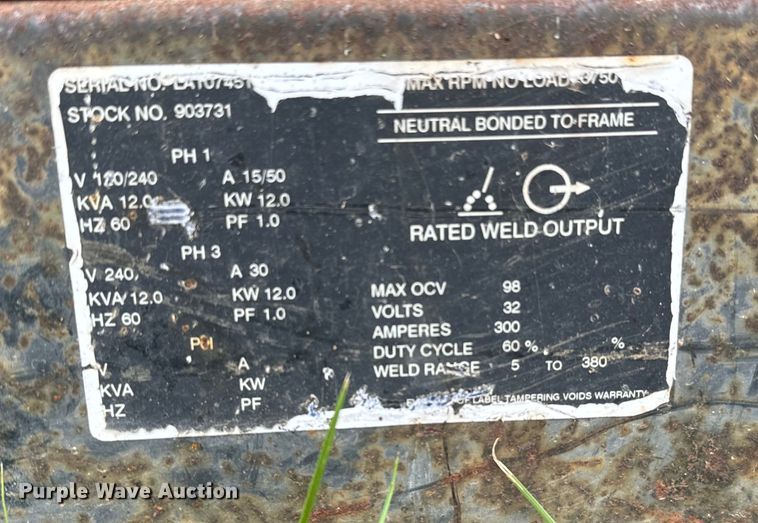 SERIAL NO. LA107451
MAX RPM NO LOAD: 3750
STOCK NO. 903731
NEUTRAL BONDED TO FRAME
PH 1
V 120/240 A 15/50
KVA 12.0 KW 12.0
HZ 60 PF 1.0
RATED WELD OUTPUT
PH 3
V 240 A 30
KVA 12.0 KW 12.0
HZ 60 PF 1.0
MAX OCV 98
VOLTS 32
AMPERES 300
DUTY CYCLE 60 % %
WELD RANGE 5 TO 380
PH
V A
KVA KW
HZ PF
OF LABEL TAMPERING VOIDS WARRANTY
Purple Wave Auction